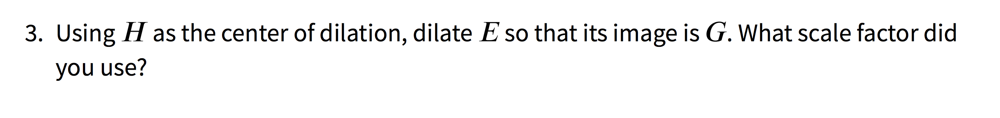 3. Using H as the center of dilation, dilate E so that its image is G. What scale factor did
you use?